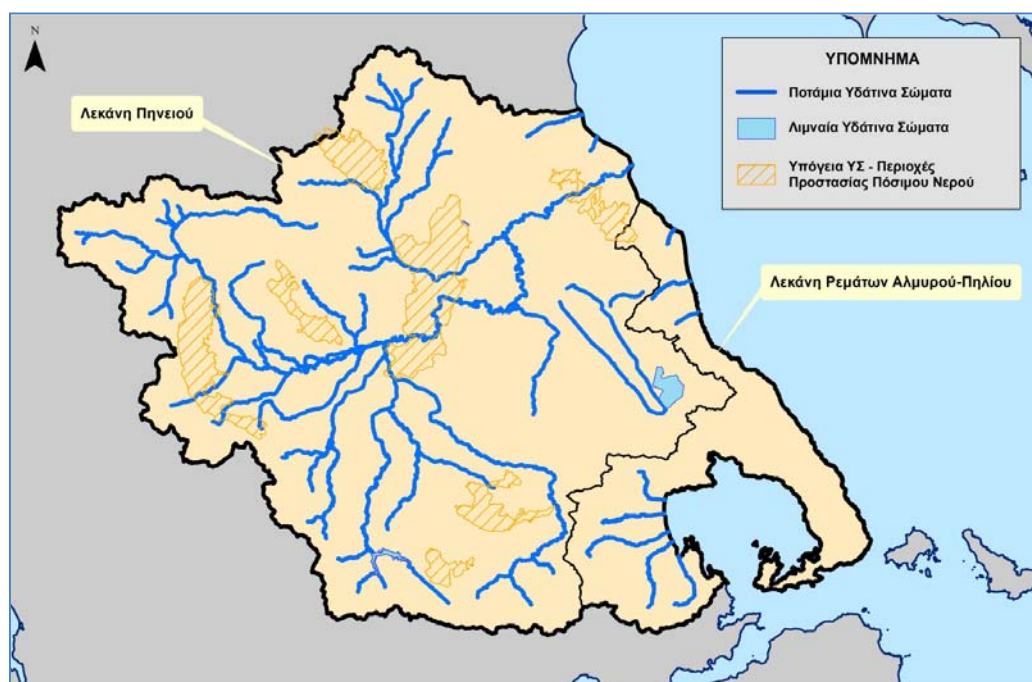 N
ΥΠΟΜΝΗΜΑ
Ποτάμια Υδάτινα Σώματα
Λιμναία Υδάτινα Σώματα
Υπόγεια ΥΣ - Περιοχές
Προστασίας Πόσιμου Νερού
Λεκάνη Πηνειού
Λεκάνη Ρεμάτων Αλμυρού-Πηλίου